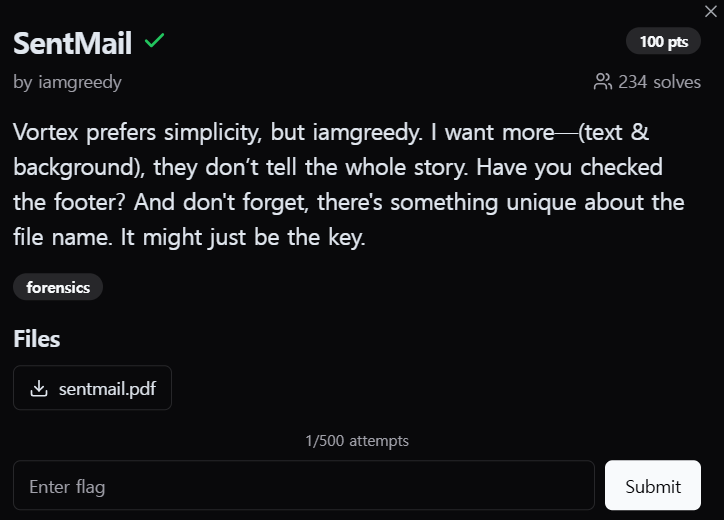 SentMail
100 pts
by iamgreedy
234 solves
Vortex prefers simplicity, but iamgreedy. I want more—(text &
background), they don’t tell the whole story. Have you checked
the footer? And don't forget, there's something unique about the
file name. It might just be the key.
forensics
Files
sentmail.pdf
1/500 attempts
Enter flag
Submit